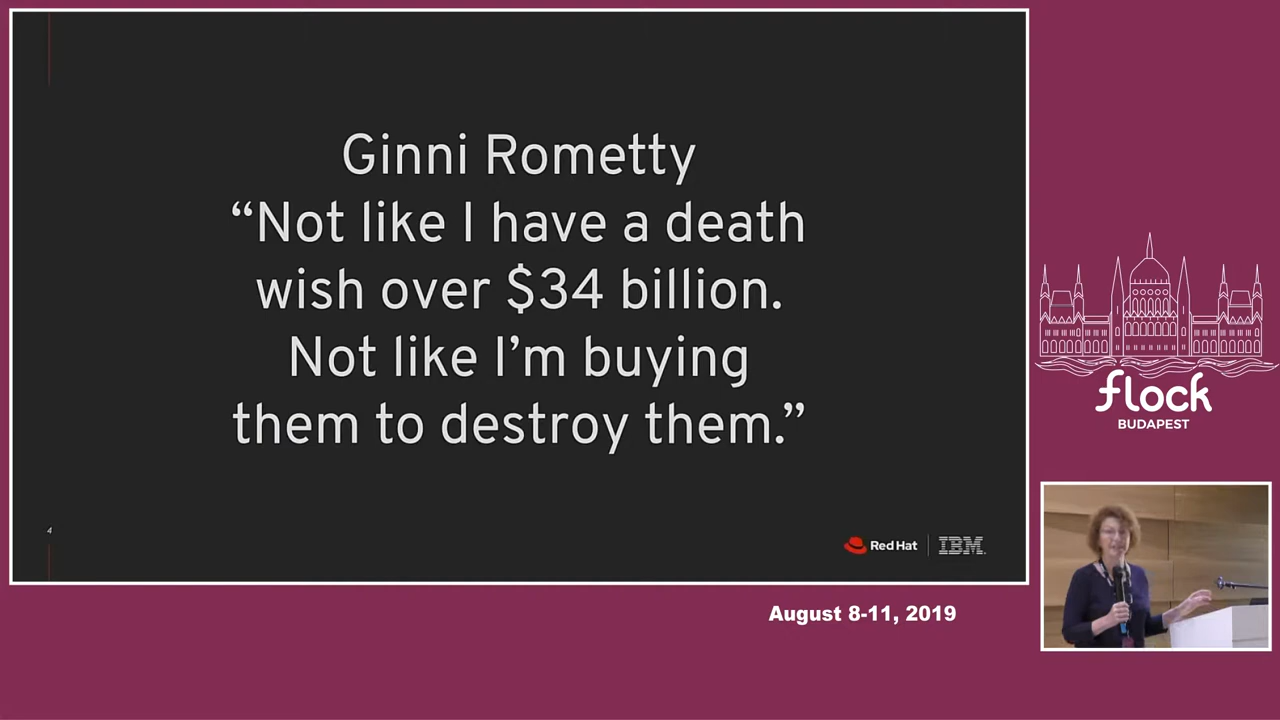 Ginni Rometty
“Not like I have a death
wish over $34 billion.
Not like I’m buying
them to destroy them.”
4
Red Hat
IBM.
flock
BUDAPEST
August 8-11, 2019